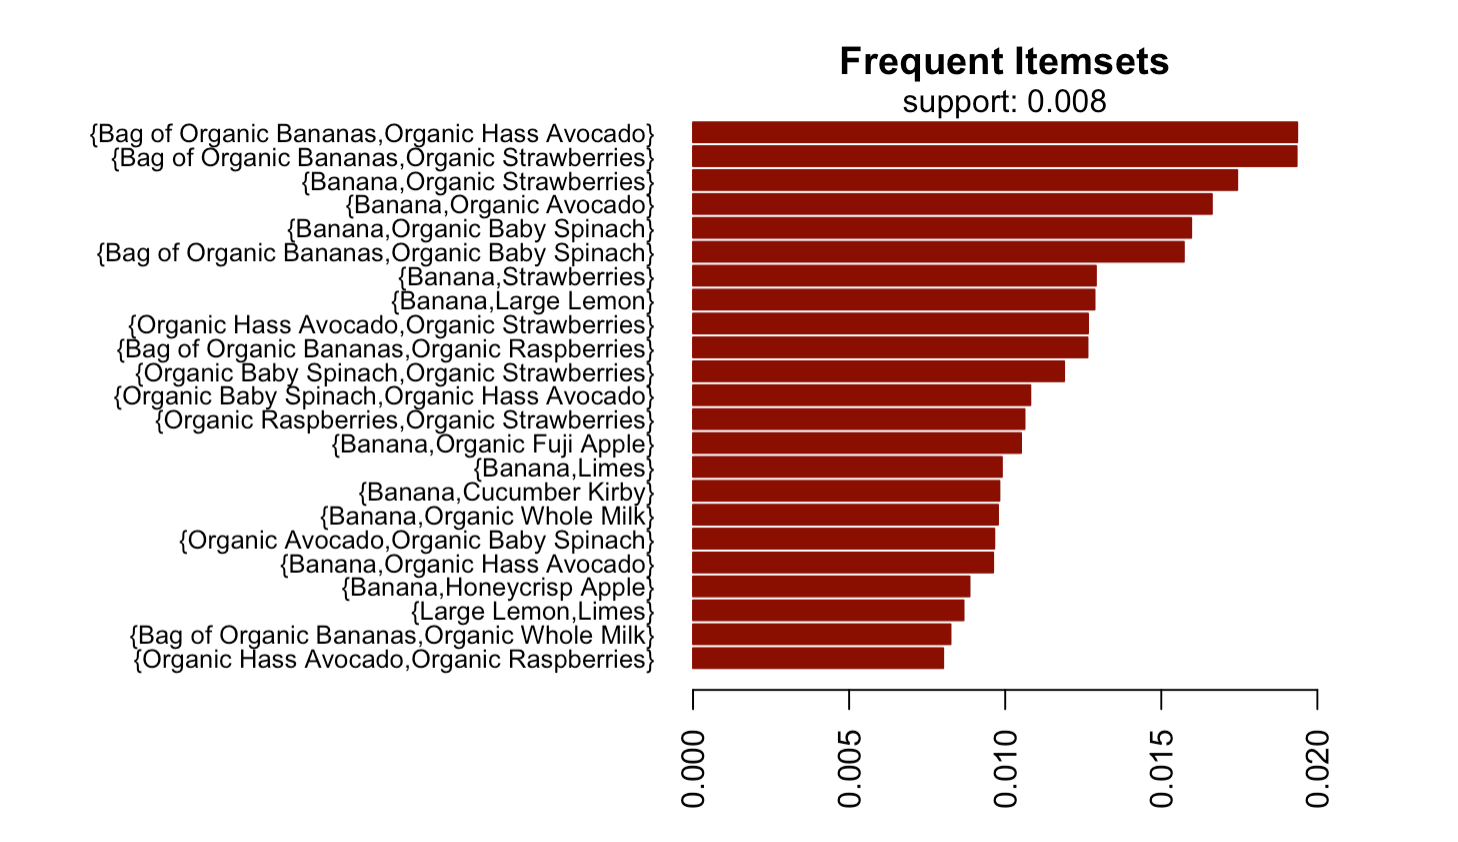 Frequent Itemsets
support: 0.008
{Bag of Organic Bananas,Organic Hass Avocado}
{Bag of Organic Bananas,Organic Strawberries}
{Banana,Organic Strawberries}
{Banana,Organic Avocado}
{Banana,Organic Baby Spinach}
{Bag of Organic Bananas,Organic Baby Spinach}
{Banana,Strawberries}
{Banana,Large Lemon}
{Organic Hass Avocado,Organic Strawberries}
{Bag of Organic Bananas,Organic Raspberries}
{Organic Baby Spinach,Organic Strawberries}
{Organic Baby Spinach,Organic Hass Avocado}
{Organic Raspberries,Organic Strawberries}
{Banana,Organic Fuji Apple}
{Banana,Limes}
{Banana,Cucumber Kirby}
{Banana,Organic Whole Milk}
{Organic Avocado,Organic Baby Spinach}
{Banana,Organic Hass Avocado}
{Banana,Honeycrisp Apple}
{Large Lemon,Limes}
{Bag of Organic Bananas,Organic Whole Milk}
{Organic Hass Avocado,Organic Raspberries}
0.000
0.005
0.010
0.015
0.020